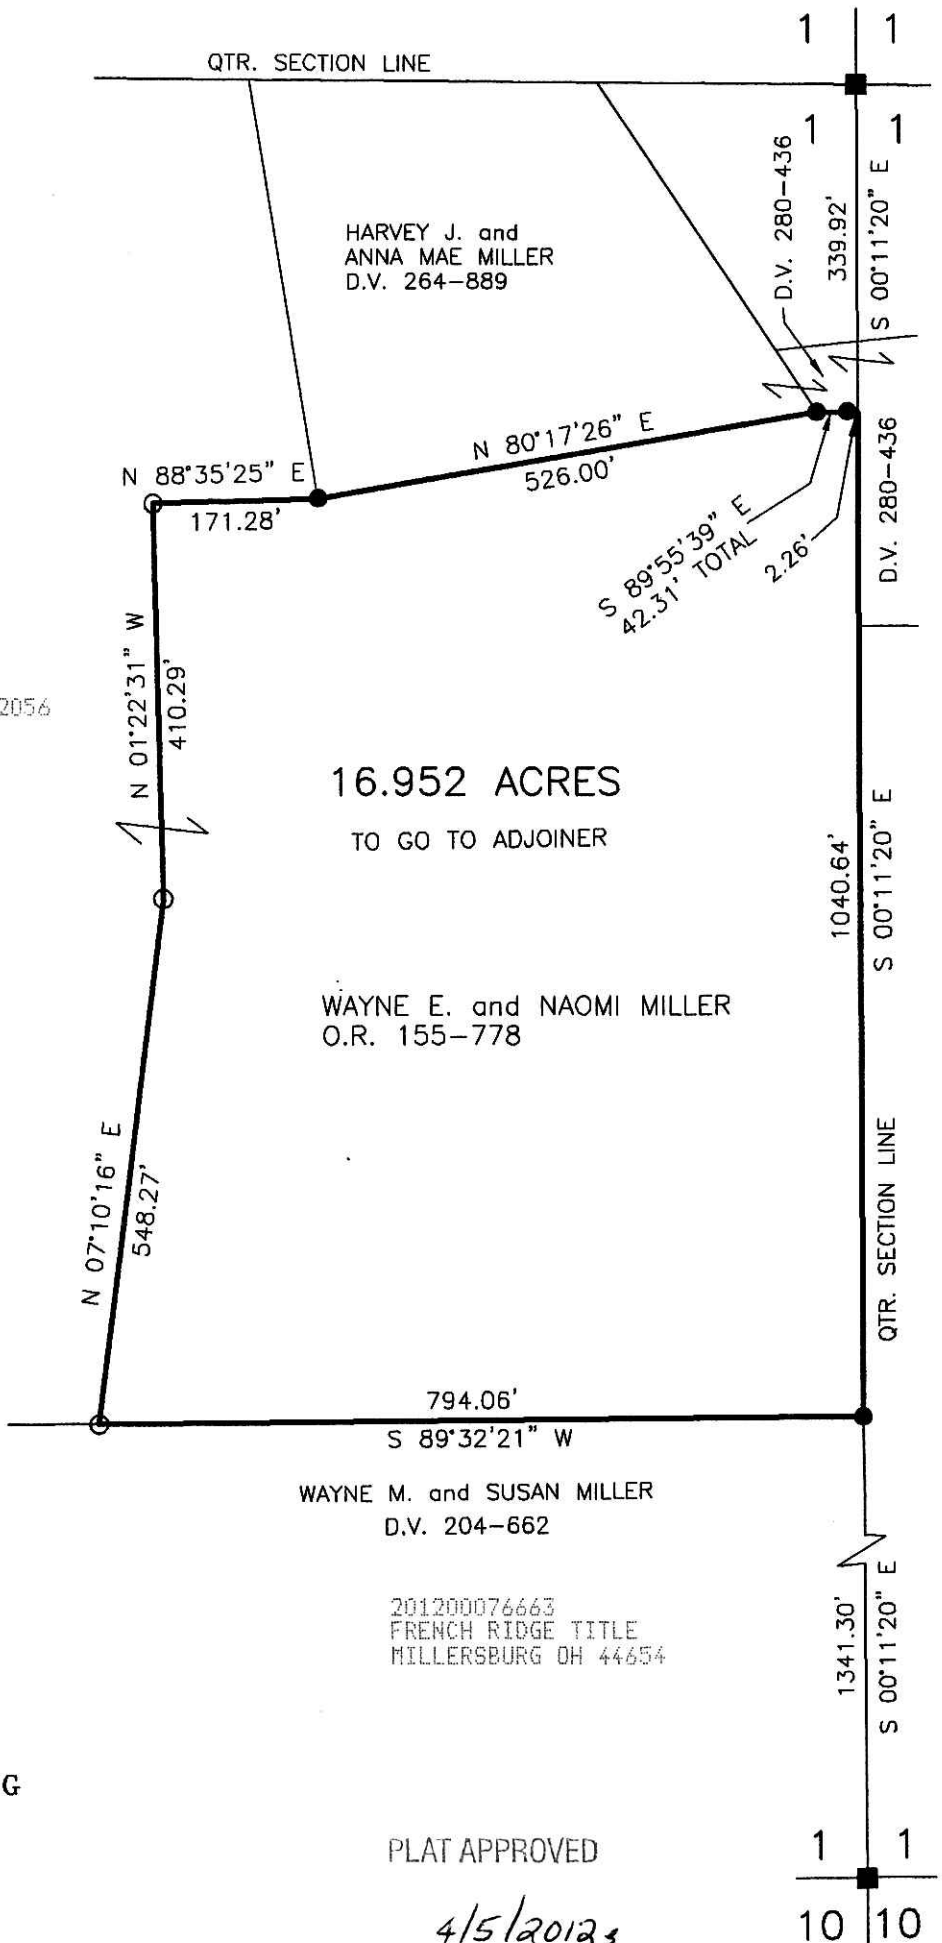 1 1
QTR. SECTION LINE
1 1
HARVEY J. and
ANNA MAE MILLER
D.V. 264-889
D.V. 280-436
339.92'
S 00°11'20" E
N 88°35'25" E
171.28'
N 80°17'26" E
526.00'
S 89°55'39" E
42.31' TOTAL
2.26'
D.V. 280-436
N 01°22'31" W
410.29'
2056
16.952 ACRES
TO GO TO ADJOINER
1040.64'
S 00°11'20" E
WAYNE E. and NAOMI MILLER
O.R. 155-778
N 07°10'16" E
548.27'
QTR. SECTION LINE
794.06'
S 89°32'21" W
WAYNE M. and SUSAN MILLER
D.V. 204-662
201200076663
FRENCH RIDGE TITLE
MILLERSBURG OH 44654
1341.30'
S 00°11'20" E
G
PLAT APPROVED
4/5/2012
1 1
10 10